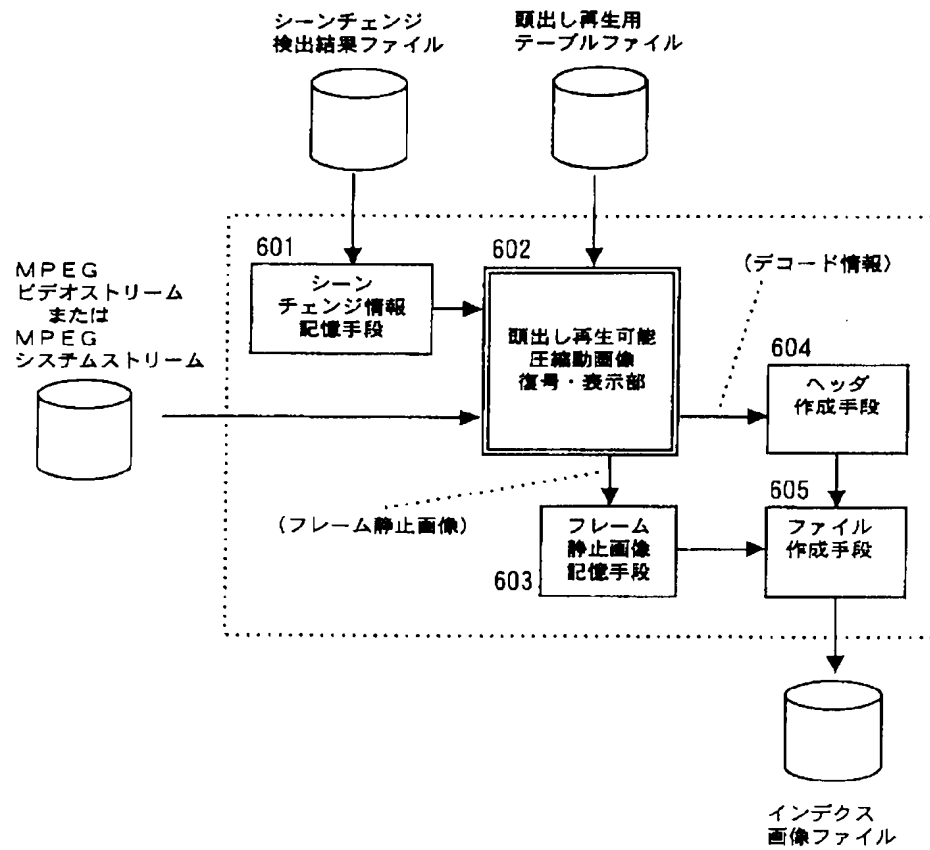 シーンチェンジ
検出結果ファイル
頭出し再生用
テーブルファイル
601
シーン
チェンジ情報
記憶手段
602
頭出し再生可能
圧縮動画像
復号・表示部
(デコード情報)
MPEG
ビデオストリーム
または
MPEG
システムストリーム
604
ヘッダ
作成手段
(フレーム静止画像)
603
フレーム
静止画像
記憶手段
605
ファイル
作成手段
インデクス
画像ファイル